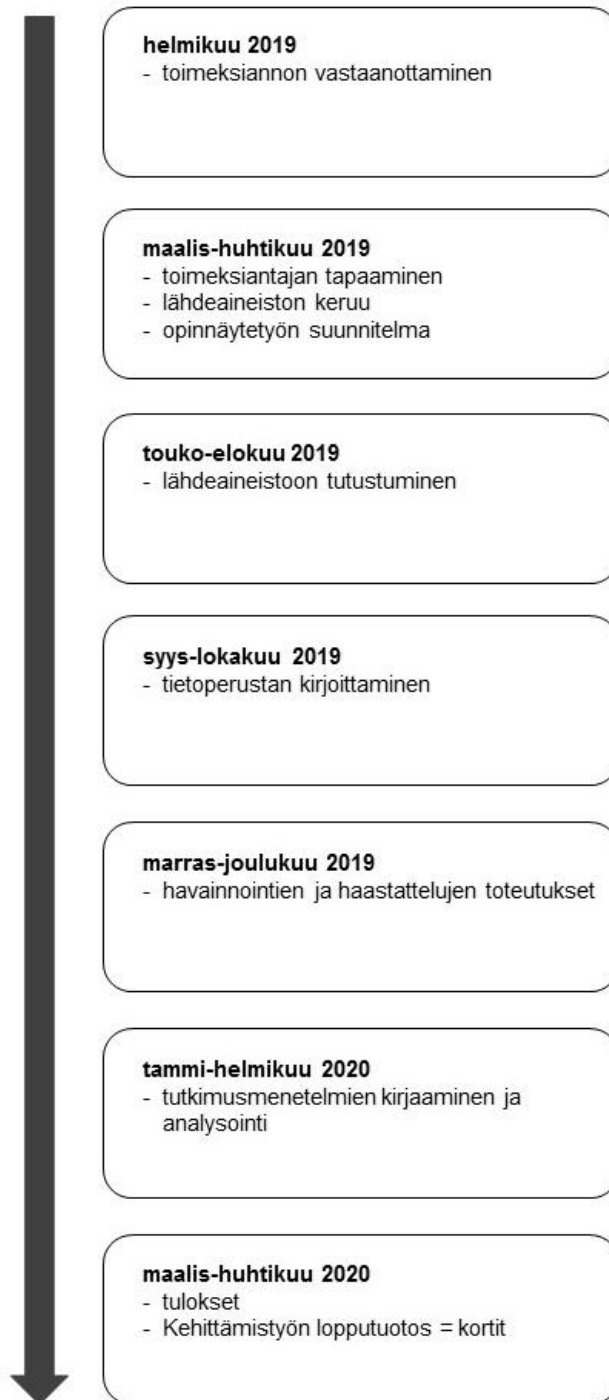 helmikuu 2019
- toimeksiannon vastaanottaminen
maalis-huhtikuu 2019
- toimeksiantajan tapaaminen
- lähdeaineiston keruu
- opinnäytetyön suunnitelma
touko-elokuu 2019
- lähdeaineistoon tutustuminen
syys-lokakuu 2019
- tietoperustan kirjoittaminen
marras-joulukuu 2019
- havainnointien ja haastattelujen toteutukset
tammi-helmikuu 2020
- tutkimusmenetelmien kirjaaminen ja
analysointi
maalis-huhtikuu 2020
- tulokset
- Kehittämistyön lopputuotos = kortit